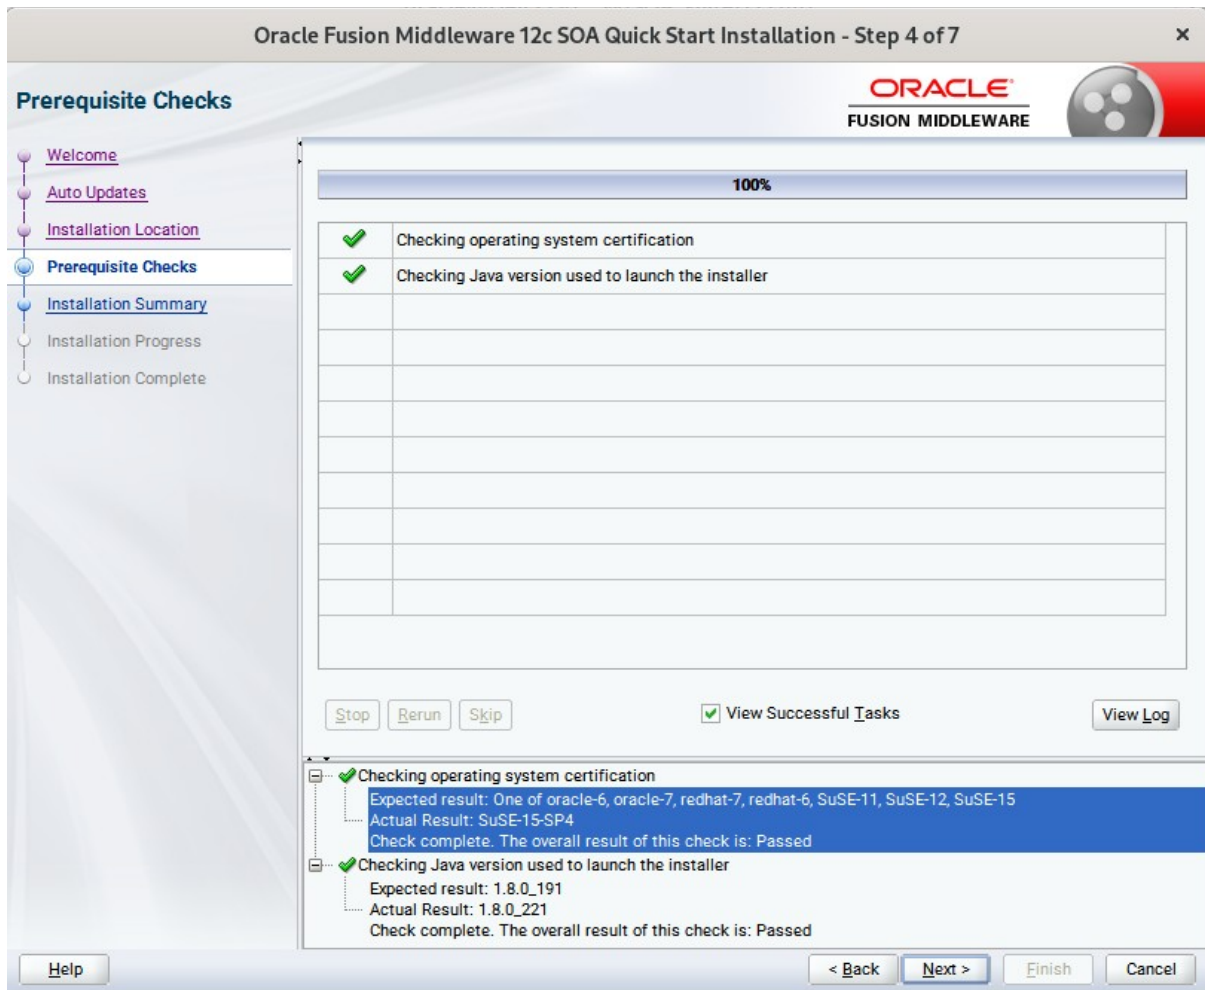 Oracle Fusion Middleware 12c SOA Quick Start Installation - Step 4 of 7
Prerequisite Checks
ORACLE
FUSION MIDDLEWARE
Welcome
Auto Updates
Installation Location
Prerequisite Checks
Installation Summary
Installation Progress
Installation Complete
100%
Checking operating system certification
Checking Java version used to launch the installer
Stop
Rerun
Skip
View Successful Tasks
View Log
Checking operating system certification
Expected result: One of oracle-6, oracle-7, redhat-7, redhat-6, SuSE-11, SuSE-12, SuSE-15
Actual Result: SuSE-15-SP4
Check complete. The overall result of this check is: Passed
Checking Java version used to launch the installer
Expected result: 1.8.0_191
Actual Result: 1.8.0_221
Check complete. The overall result of this check is: Passed
Help
< Back
Next >
Finish
Cancel